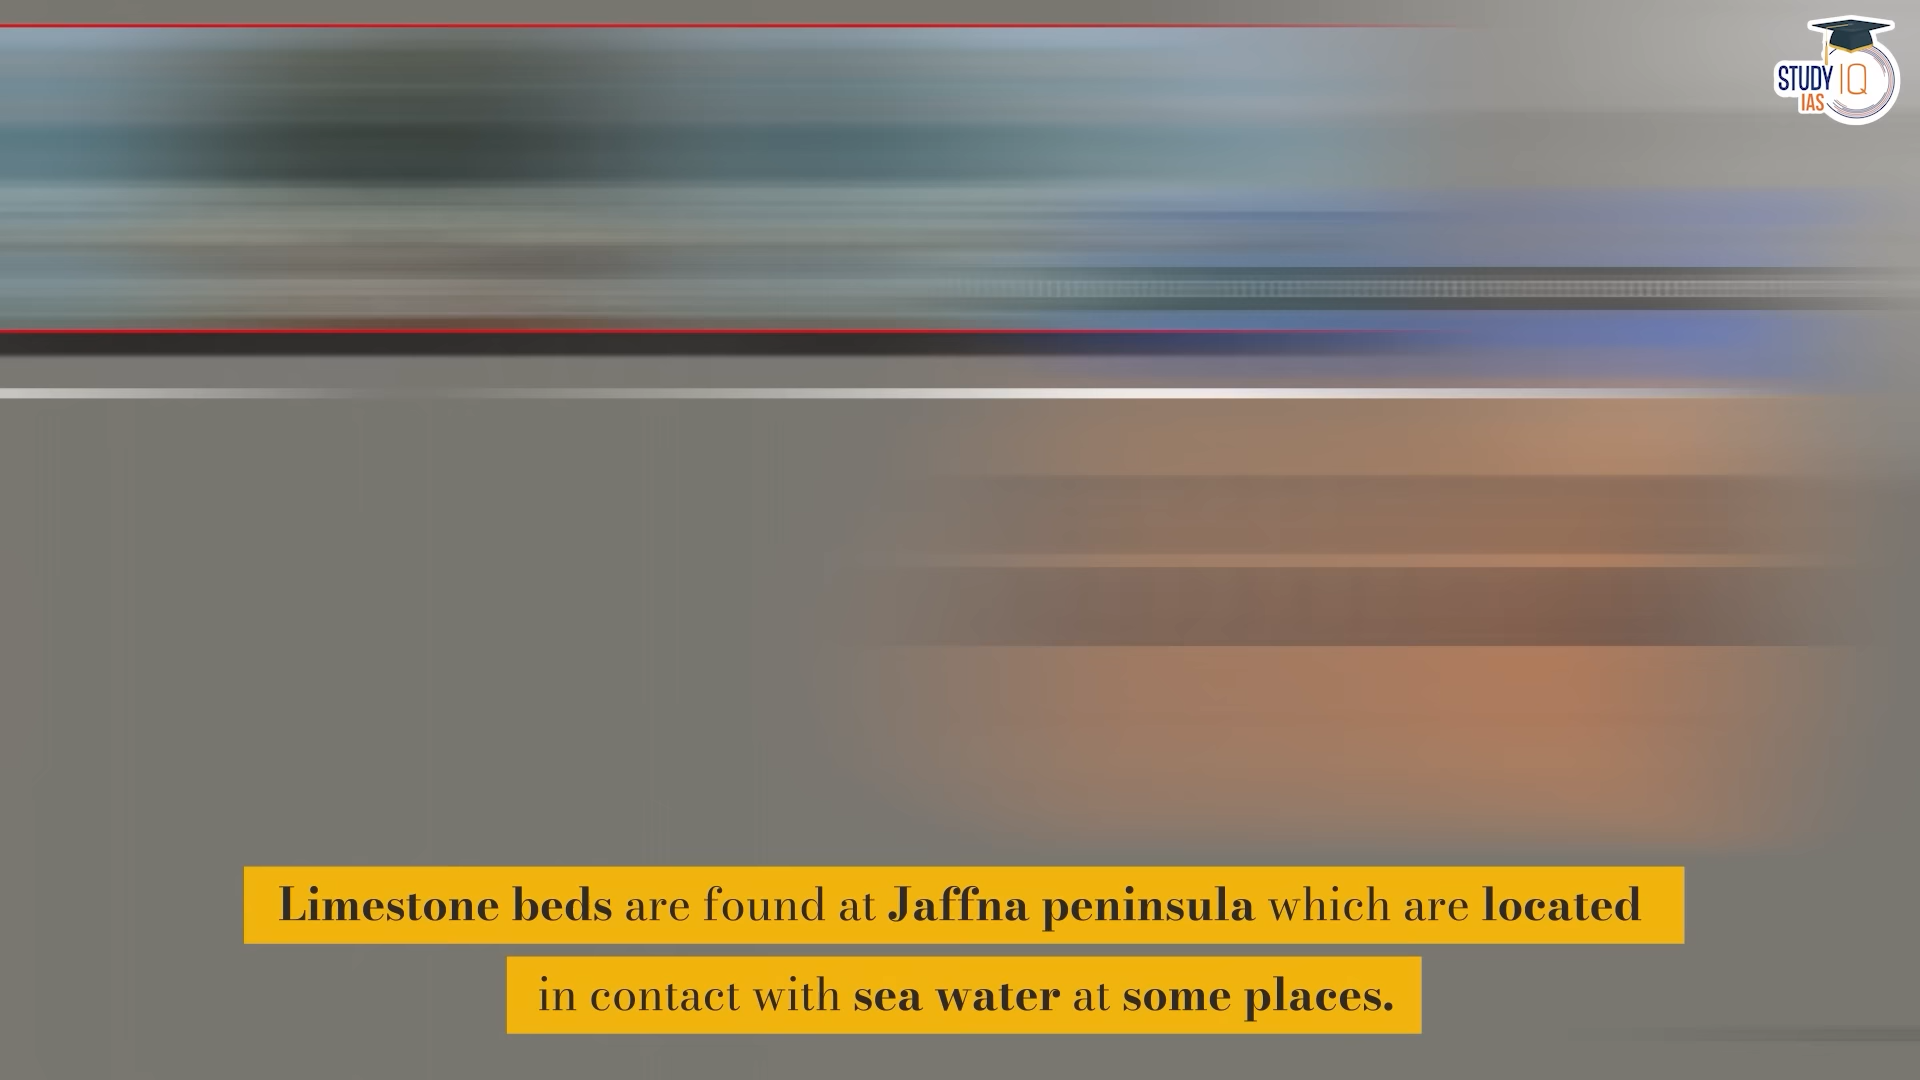 STUDY IQ
IAS
Limestone beds are found at Jaffna peninsula which are located
in contact with sea water at some places.